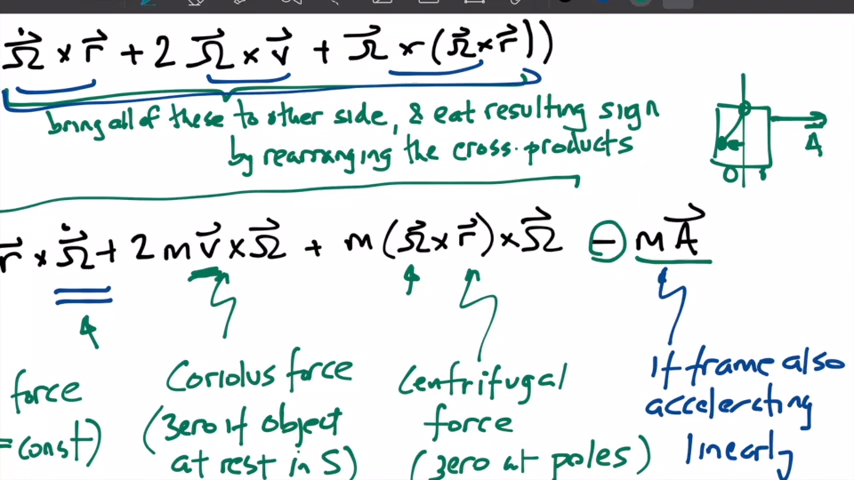 Ω̇⃗ × r⃗ + 2 Ω⃗ × v⃗ + Ω⃗ × (Ω⃗ × r⃗))
bring all of these to other side, & eat resulting sign
by rearranging the cross-products
A⃗
r⃗ × Ω̇⃗ + 2 m v⃗ × Ω⃗ + m (Ω⃗ × r⃗) × Ω⃗ − m A⃗
force
= const)
Coriolus force
(zero if object
at rest in S)
Centrifugal
force
(zero at poles)
If frame also
accelerating
linearly